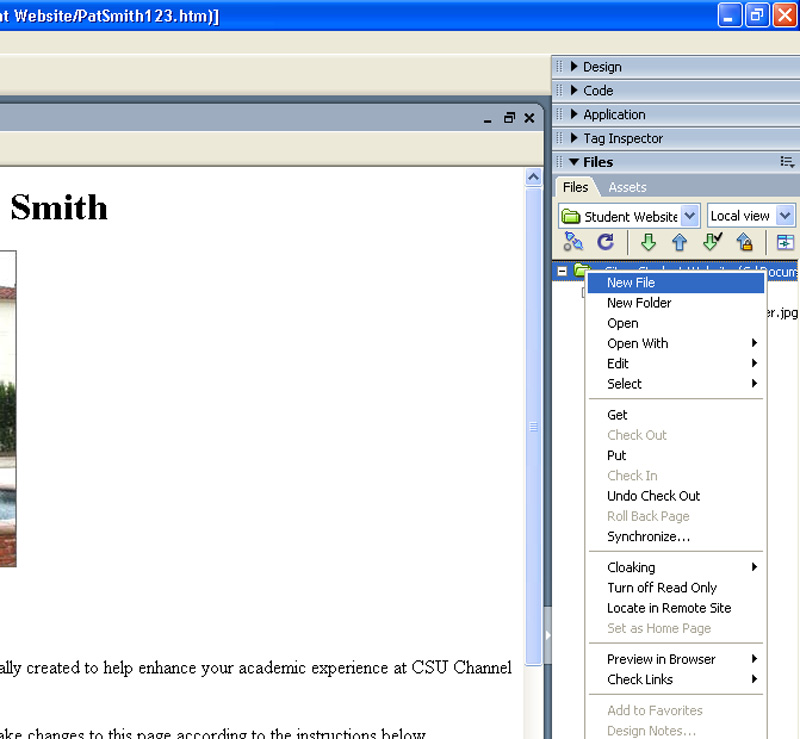 nt Website/PatSmith123.htm)]
Design
Code
Application
Tag Inspector
Files
Files Assets
Student Website Local view
Smith
New File
New Folder
er.jpg
Open
Open With
Edit
Select
Get
Check Out
Put
Check In
Undo Check Out
Roll Back Page
Synchronize...
Cloaking
Turn off Read Only
Locate in Remote Site
Set as Home Page
Preview in Browser
Check Links
Add to Favorites
Design Notes...
ally created to help enhance your academic experience at CSU Channel
ake changes to this page according to the instructions below